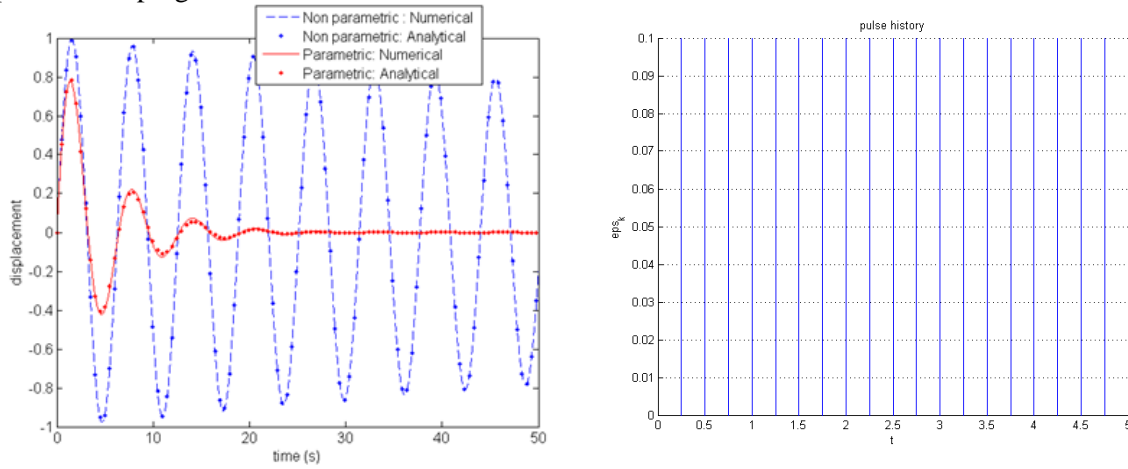 Non parametric : Numerical
Non parametric: Analytical
Parametric: Numerical
Parametric: Analytical
1
0.8
0.6
0.4
0.2
0
-0.2
-0.4
-0.6
-0.8
-1
0 10 20 30 40 50
displacement
time (s)
pulse history
0.1
0.09
0.08
0.07
0.06
0.05
0.04
0.03
0.02
0.01
0
0 0.5 1 1.5 2 2.5 3 3.5 4 4.5
eps_k
t